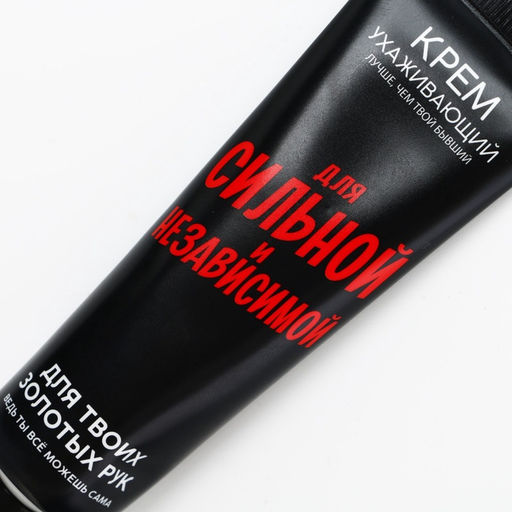 КРЕМ
УХАЖИВАЮЩИЙ
ЛУЧШЕ, ЧЕМ ТВОЙ БЫВШИЙ
ДЛЯ
СИЛЬНОЙ
И
НЕЗАВИСИМОЙ
ДЛЯ ТВОИХ
ЗОЛОТЫХ РУК
ВЕДЬ ТЫ ВСЁ МОЖЕШЬ САМА